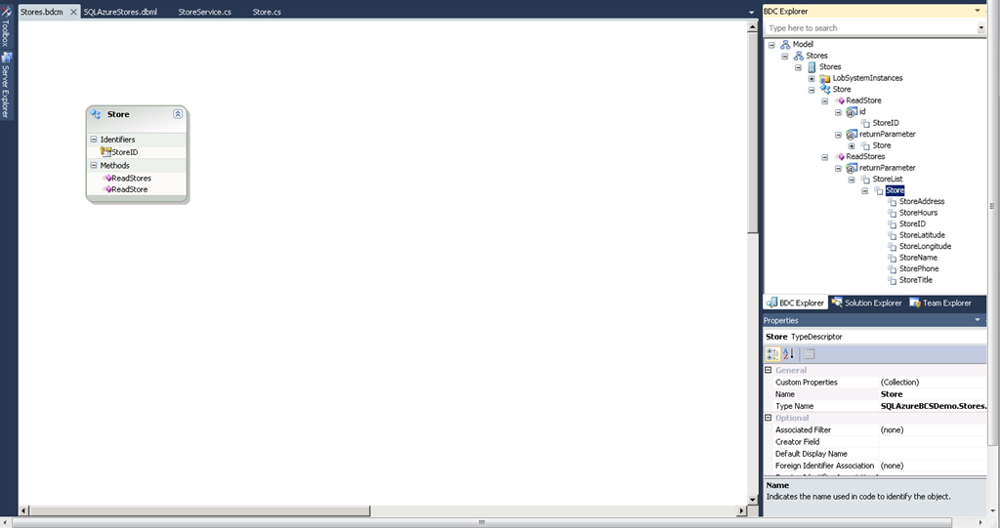 Stores.bdcm
SQLAzureStores.dbml
StoreService.cs
Store.cs
Toolbox
Server Explorer
Store
Identifiers
StoreID
Methods
ReadStores
ReadStore
BDC Explorer
Type here to search
Model
Stores
Stores
LobSystemInstances
Store
ReadStore
id
StoreID
returnParameter
Store
ReadStores
returnParameter
StoreList
Store
StoreAddress
StoreHours
StoreID
StoreLatitude
StoreLongitude
StoreName
StorePhone
StoreTitle
BDC Explorer Solution Explorer Team Explorer
Properties
Store TypeDescriptor
General
Custom Properties (Collection)
Name Store
Type Name SQLAzureBCSDemo.Stores.
Optional
Associated Filter (none)
Creator Field
Default Display Name
Foreign Identifier Association (none)
Name
Indicates the name used in code to identify the object.